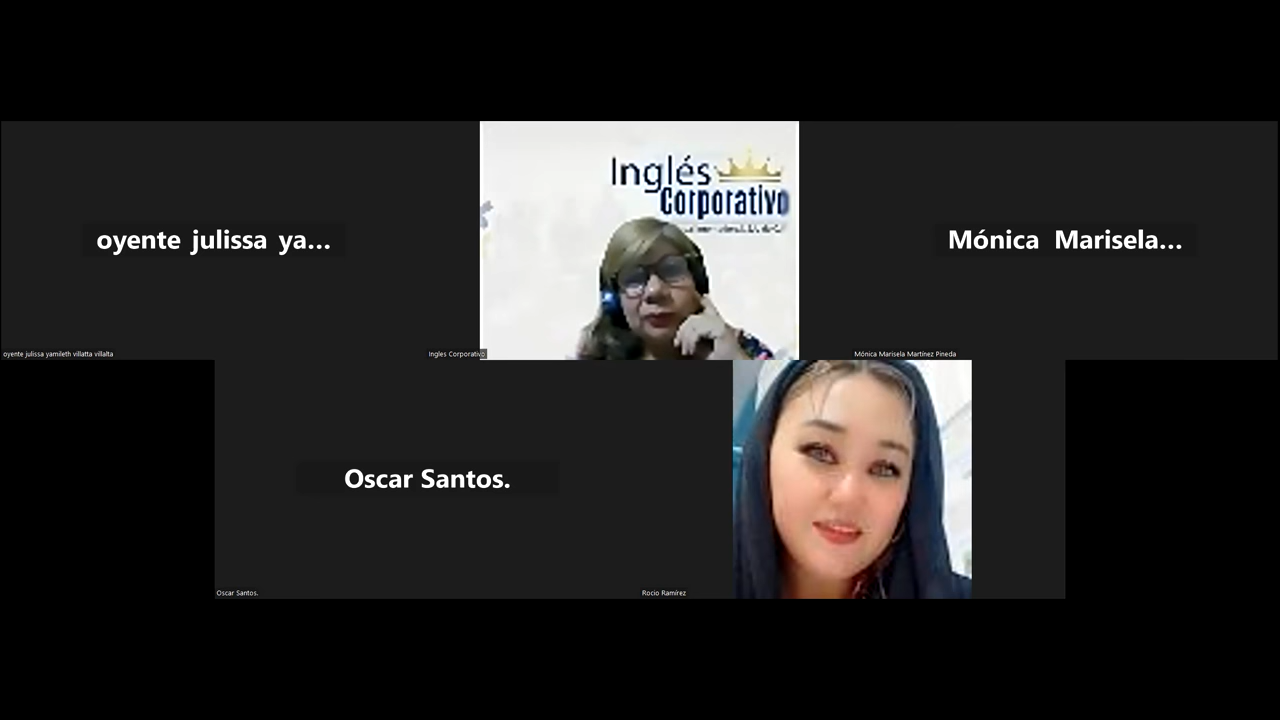 oyente julissa ya...
Inglés
Corporativo
Mónica Marisela...
oyente julissa yamileth villatta villalta
Ingles Corporativo
Mónica Marisela Martínez Pineda
Oscar Santos.
Oscar Santos.
Rocio Ramírez